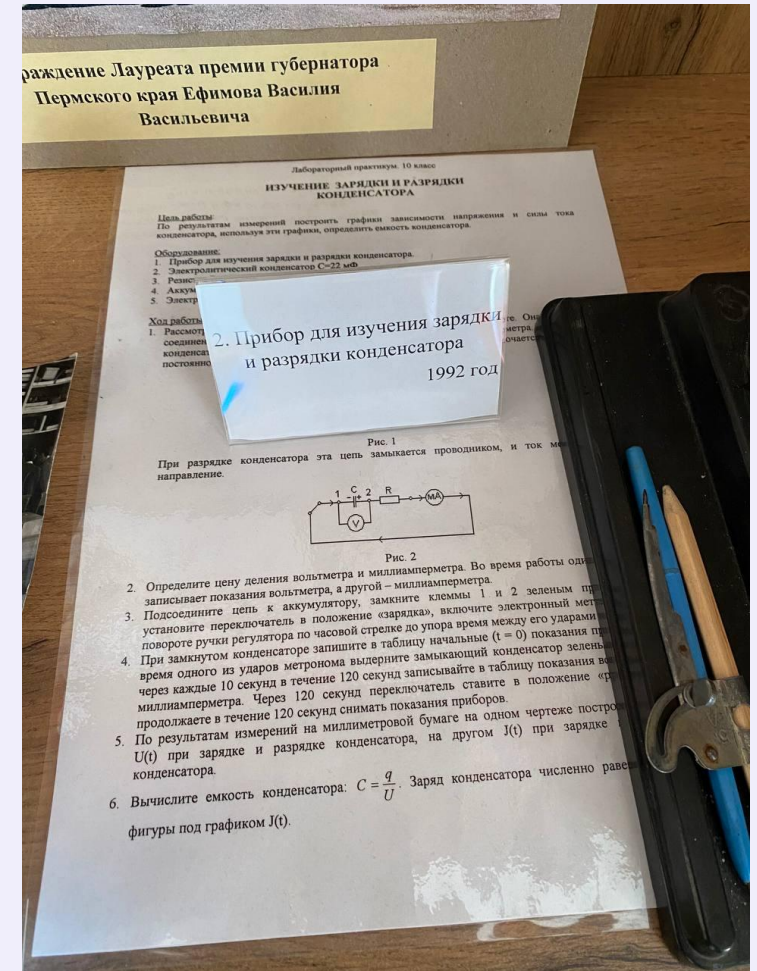 раждение Лауреата премии губернатора
Пермского края Ефимова Василия
Васильевича
Лабораторный практикум. 10 класс
ИЗУЧЕНИЕ ЗАРЯДКИ И РАЗРЯДКИ
КОНДЕНСАТОРА
Цель работы
По результатам измерений построить графики зависимости напряжения и силы тока
конденсатора, используя эти графики, определить емкость конденсатора.
Оборудование:
1. Прибор для изучения зарядки и разрядки конденсатора.
2. Электролитический конденсатор С=22 мФ
3. Резис
4. Аккум
5. Электр
Ход работы
1. Рассмот
соединен
конденсат
постоянно
2. Прибор для изучения зарядки
и разрядки конденсатора
1992 год
Рис. 1
При разрядке конденсатора эта цепь замыкается проводником, и ток
направление.
1 C 2 R MA
V
Рис. 2
2. Определите цену деления вольтметра и миллиамперметра. Во время работы
записывает показания вольтметра, а другой – миллиамперметра.
3. Подсоедините цепь к аккумулятору, замкните клеммы 1 и 2 зеленым
установите переключатель в положение «зарядка», включите электронный
повороте ручки регулятора по часовой стрелке до упора время между его ударами
4. При замкнутом конденсаторе запишите в таблицу начальные (t = 0) показания
время одного из ударов метронома выдерните замыкающий конденсатор
через каждые 10 секунд в течение 120 секунд записывайте в таблицу показания
миллиамперметра. Через 120 секунд переключатель ставите в положение
продолжаете в течение 120 секунд снимать показания приборов.
5. По результатам измерений на миллиметровой бумаге на одном чертеже
U(t) при зарядке и разрядке конденсатора, на другом J(t) при зарядке
конденсатора.
6. Вычислите емкость конденсатора: C = q/U. Заряд конденсатора численно
фигуры под графиком J(t).